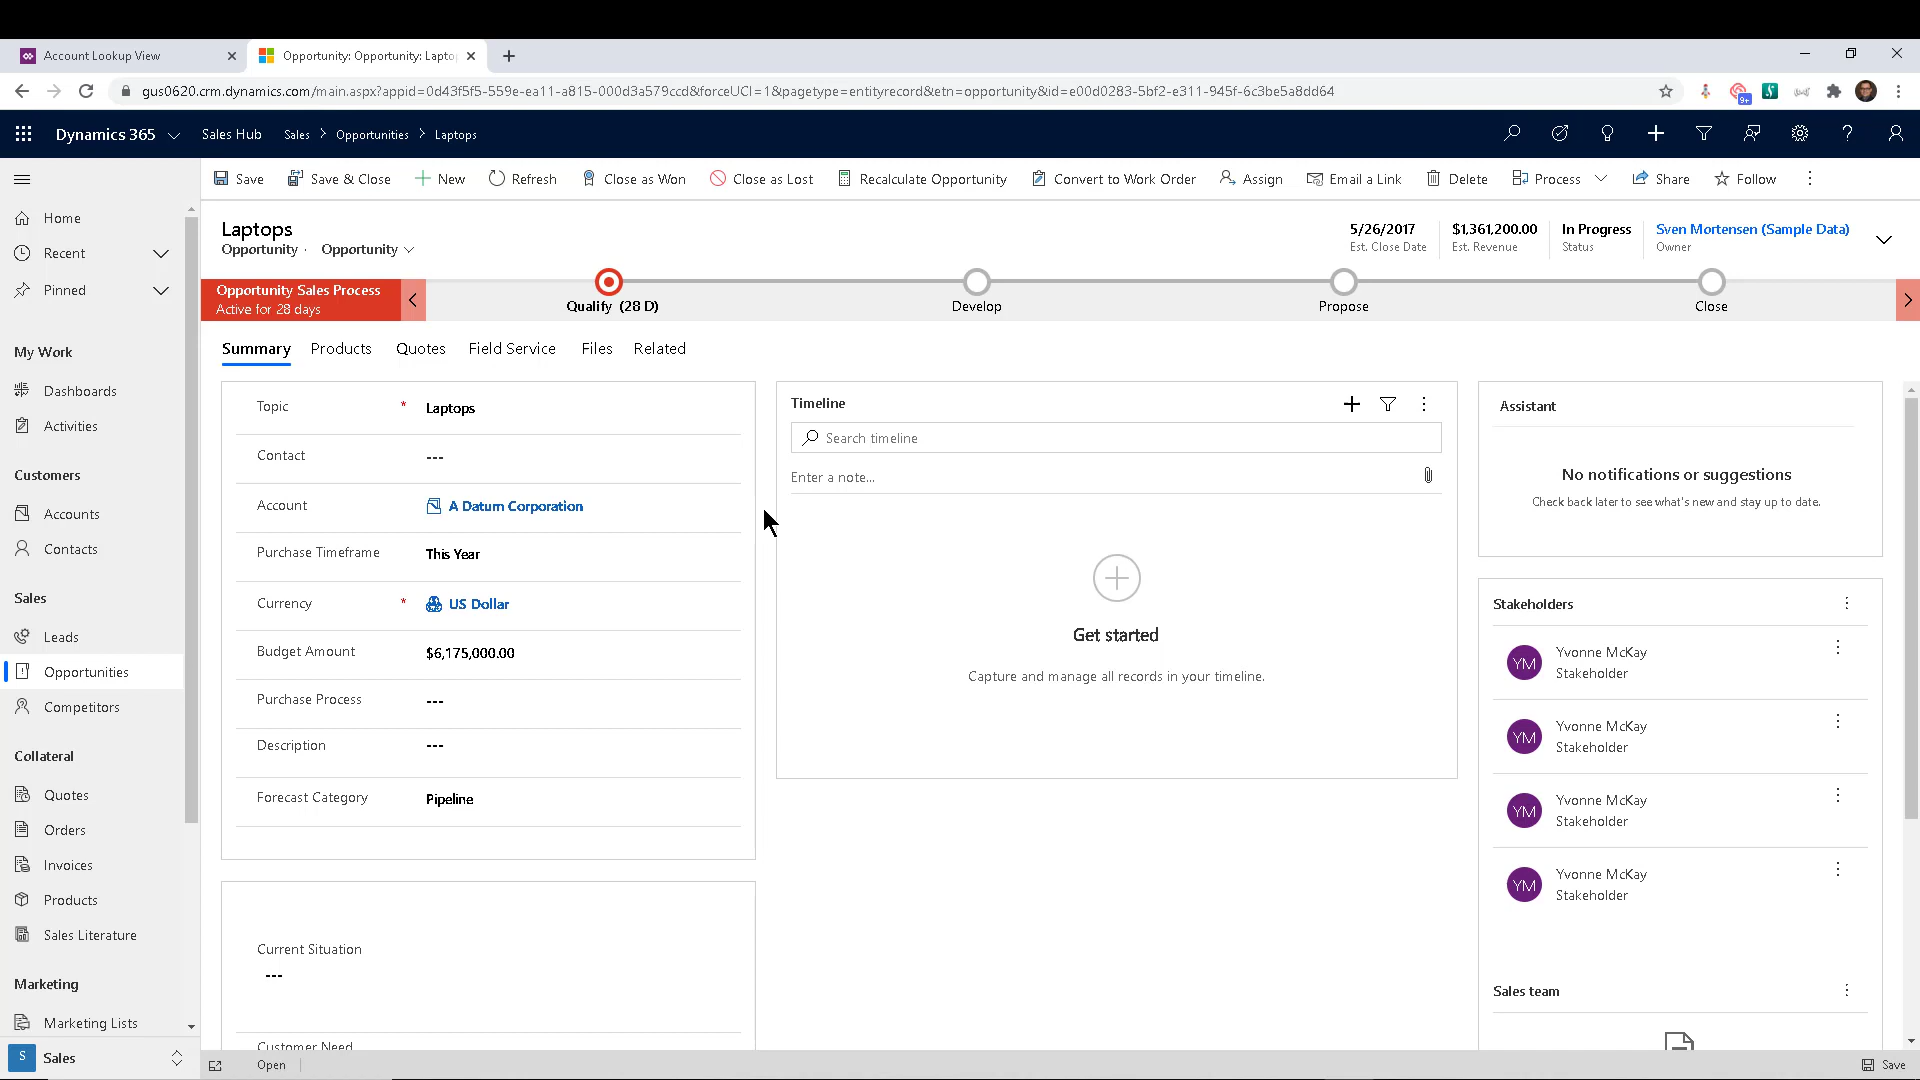 Account Lookup View
Opportunity: Opportunity: Lapto
gus0620.crm.dynamics.com/main.aspx?appid=0d43f5f5-559e-ea11-a815-000d3a579ccd&forceUCI=1&pagetype=entityrecord&etn=opportunity&id=e00d0283-5bf2-e311-945f-6c3be5a8dd64
9+
Dynamics 365 Sales Hub Sales > Opportunities > Laptops
Save Save & Close New Refresh Close as Won Close as Lost Recalculate Opportunity Convert to Work Order Assign Email a Link Delete Process Share Follow
Home
Recent
Pinned
My Work
Dashboards
Activities
Customers
Accounts
Contacts
Sales
Leads
Opportunities
Competitors
Collateral
Quotes
Orders
Invoices
Products
Sales Literature
Marketing
Marketing Lists
S Sales
Laptops
Opportunity · Opportunity
5/26/2017 $1,361,200.00 In Progress Sven Mortensen (Sample Data)
Est. Close Date Est. Revenue Status Owner
Opportunity Sales Process
Active for 28 days
Qualify (28 D) Develop Propose Close
Summary Products Quotes Field Service Files Related
Topic * Laptops
Contact ---
Account A Datum Corporation
Purchase Timeframe This Year
Currency * US Dollar
Budget Amount $6,175,000.00
Purchase Process ---
Description ---
Forecast Category Pipeline
Current Situation
---
Customer Need
Timeline
Search timeline
Enter a note...
Get started
Capture and manage all records in your timeline.
Assistant
No notifications or suggestions
Check back later to see what's new and stay up to date.
Stakeholders
YM Yvonne McKay
Stakeholder
YM Yvonne McKay
Stakeholder
YM Yvonne McKay
Stakeholder
YM Yvonne McKay
Stakeholder
Sales team
Open
Save